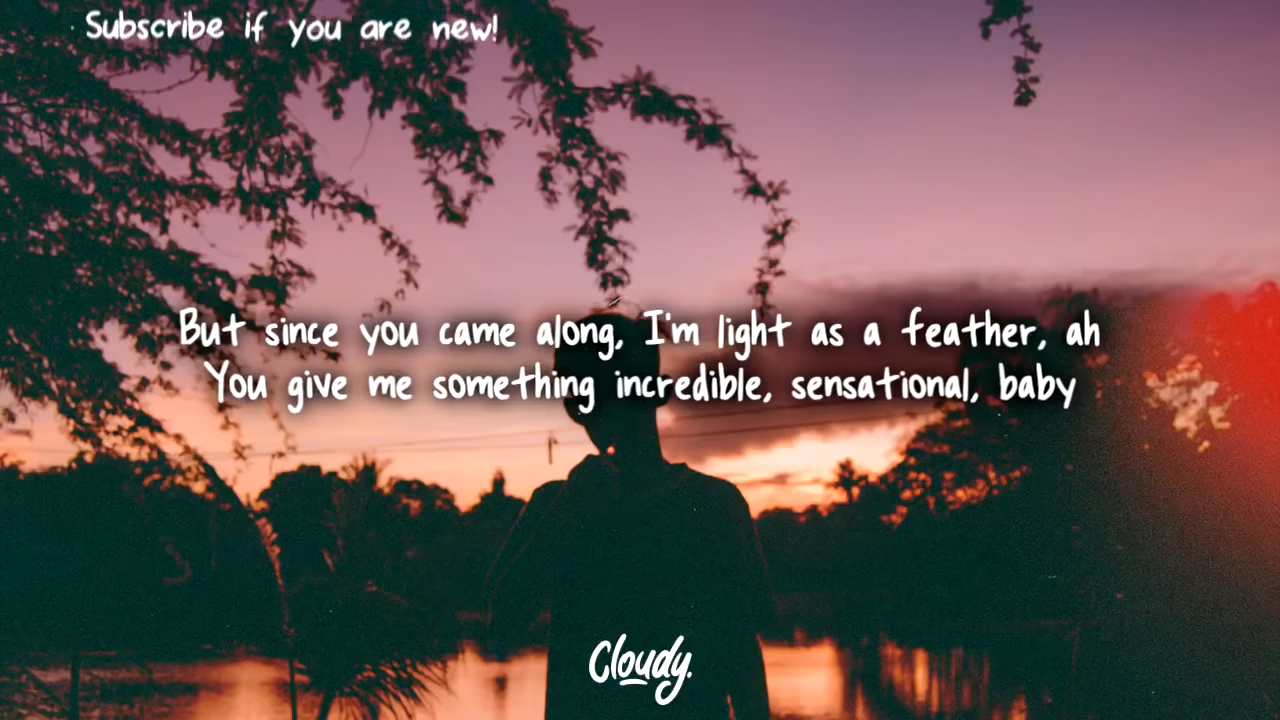 Subscribe if you are new!
But since you came along, I'm light as a feather, ah
You give me something incredible, sensational, baby
Cloudy.